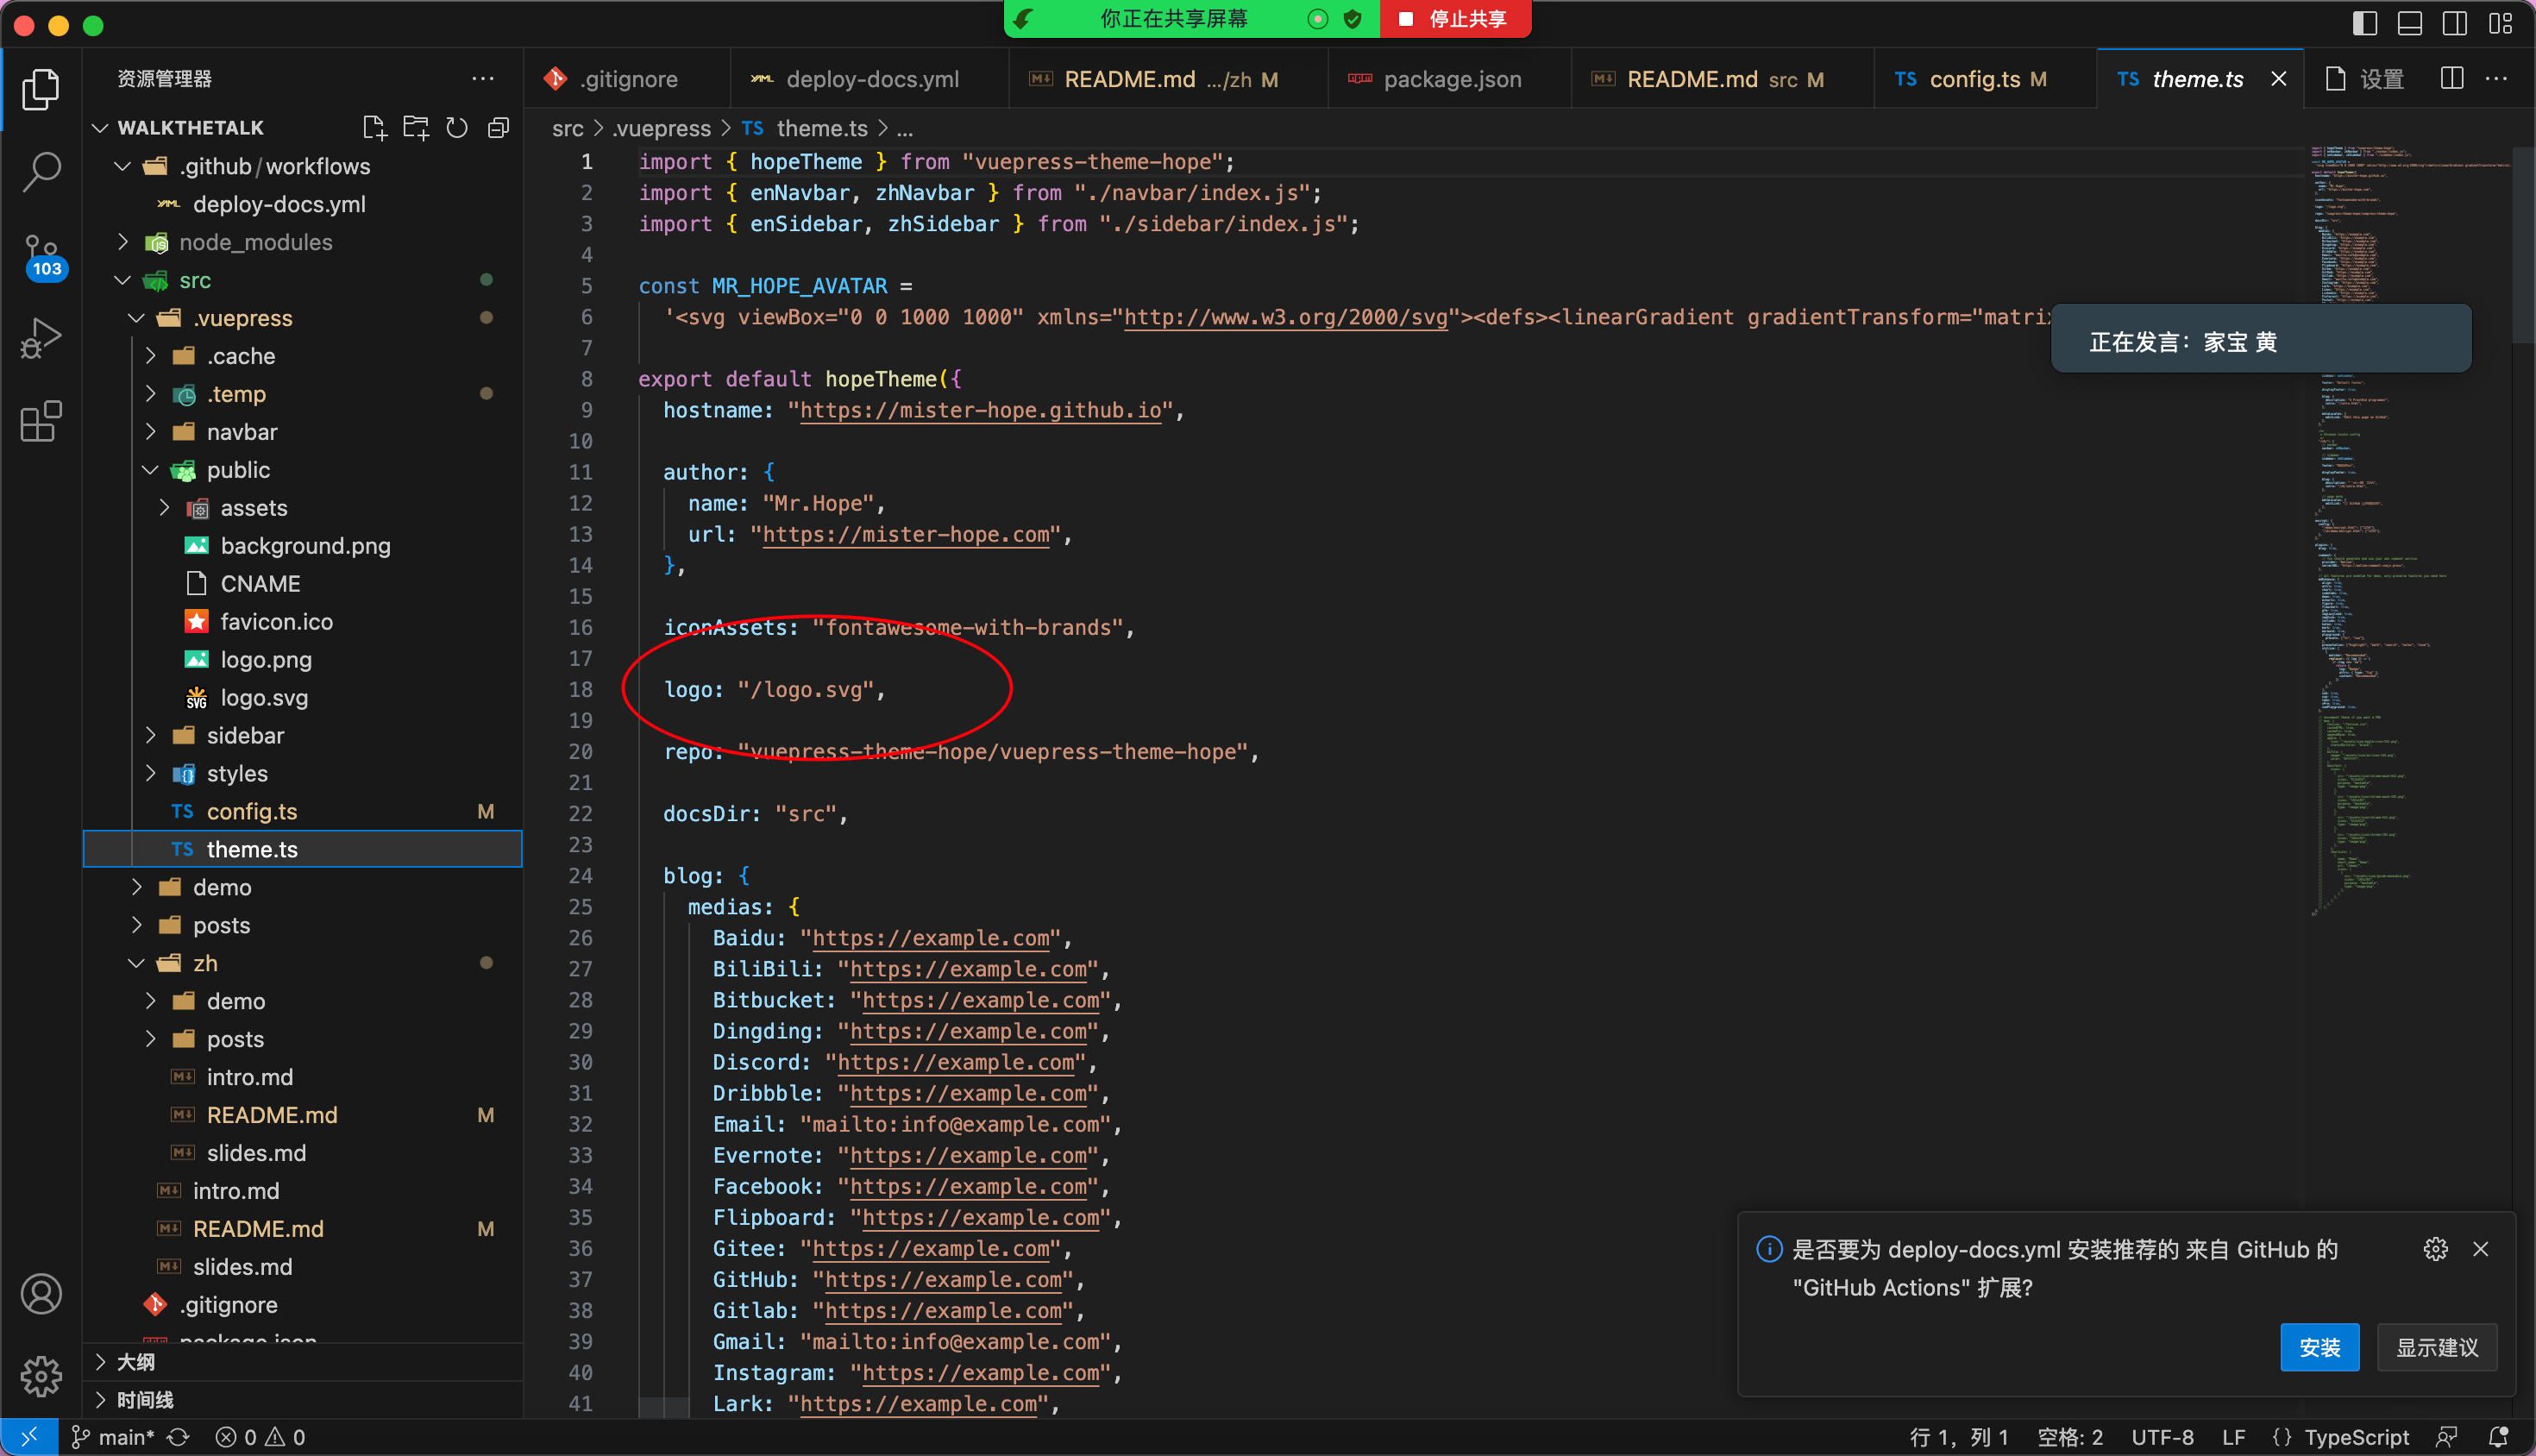 你正在共享屏幕
停止共享
资源管理器
.gitignore
deploy-docs.yml
README.md .../zh M
package.json
README.md src M
TS config.ts M
TS theme.ts
设置
WALKTHETALK
src > .vuepress > TS theme.ts > ...
.github/workflows
deploy-docs.yml
node_modules
src
.vuepress
.cache
.temp
navbar
public
assets
background.png
CNAME
favicon.ico
logo.png
SVG logo.svg
sidebar
styles
TS config.ts M
TS theme.ts
demo
posts
zh
demo
posts
intro.md
README.md M
slides.md
intro.md
README.md M
slides.md
.gitignore
package.json
大纲
时间线
103
1 import { hopeTheme } from "vuepress-theme-hope";
2 import { enNavbar, zhNavbar } from "./navbar/index.js";
3 import { enSidebar, zhSidebar } from "./sidebar/index.js";
4
5 const MR_HOPE_AVATAR =
6 '<svg viewBox="0 0 1000 1000" xmlns="http://www.w3.org/2000/svg"><defs><linearGradient gradientTransform="matrix
7
8 export default hopeTheme({
9 hostname: "https://mister-hope.github.io",
10
11 author: {
12 name: "Mr.Hope",
13 url: "https://mister-hope.com",
14 },
15
16 iconAssets: "fontawesome-with-brands",
17
18 logo: "/logo.svg",
19
20 repo: "vuepress-theme-hope/vuepress-theme-hope",
21
22 docsDir: "src",
23
24 blog: {
25 medias: {
26 Baidu: "https://example.com",
27 BiliBili: "https://example.com",
28 Bitbucket: "https://example.com",
29 Dingding: "https://example.com",
30 Discord: "https://example.com",
31 Dribbble: "https://example.com",
32 Email: "mailto:info@example.com",
33 Evernote: "https://example.com",
34 Facebook: "https://example.com",
35 Flipboard: "https://example.com",
36 Gitee: "https://example.com",
37 GitHub: "https://example.com",
38 Gitlab: "https://example.com",
39 Gmail: "mailto:info@example.com",
40 Instagram: "https://example.com",
41 Lark: "https://example.com",
正在发言：家宝 黄
是否要为 deploy-docs.yml 安装推荐的 来自 GitHub 的
"GitHub Actions" 扩展?
安装
显示建议
main* 0 0
行 1，列 1 空格: 2 UTF-8 LF {} TypeScript